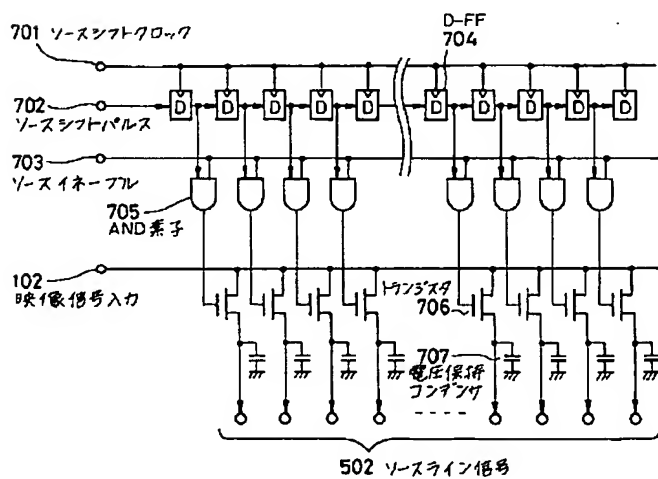 701 ソースシフトクロック
D-FF
704
702
ソースシフトパルス
D D D D D D D D D D
703
ソースイネーブル
705
AND素子
102
映像信号入力
トランジスタ
706
707
電圧保持
コンデンサ
502 ソースライン信号